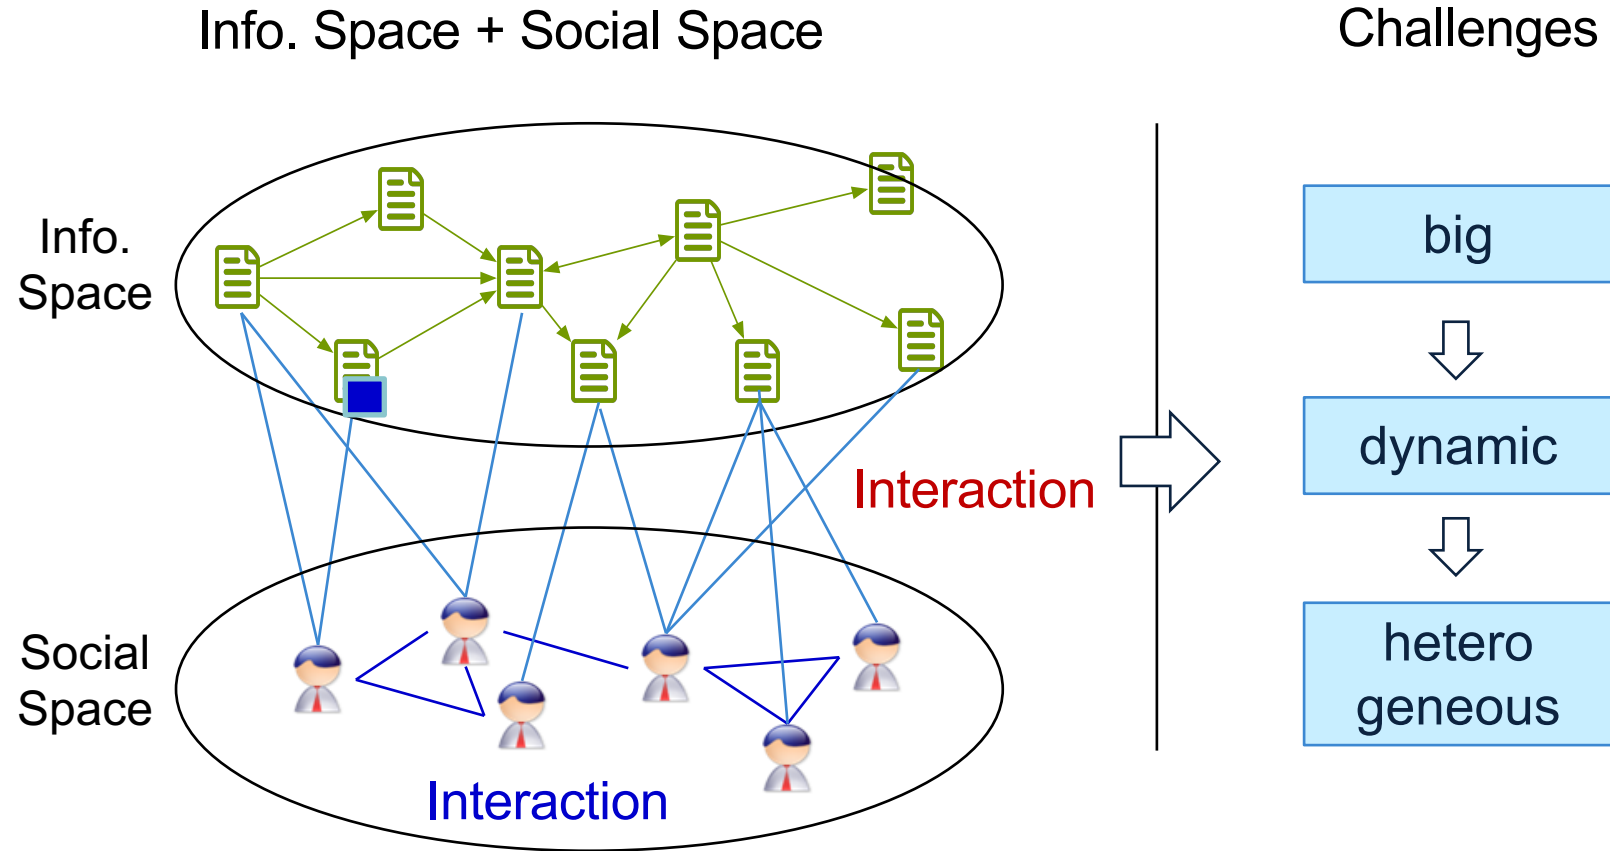 Info. Space + Social Space
Challenges
Info.
Space
big
dynamic
Interaction
hetero
geneous
Social
Space
Interaction